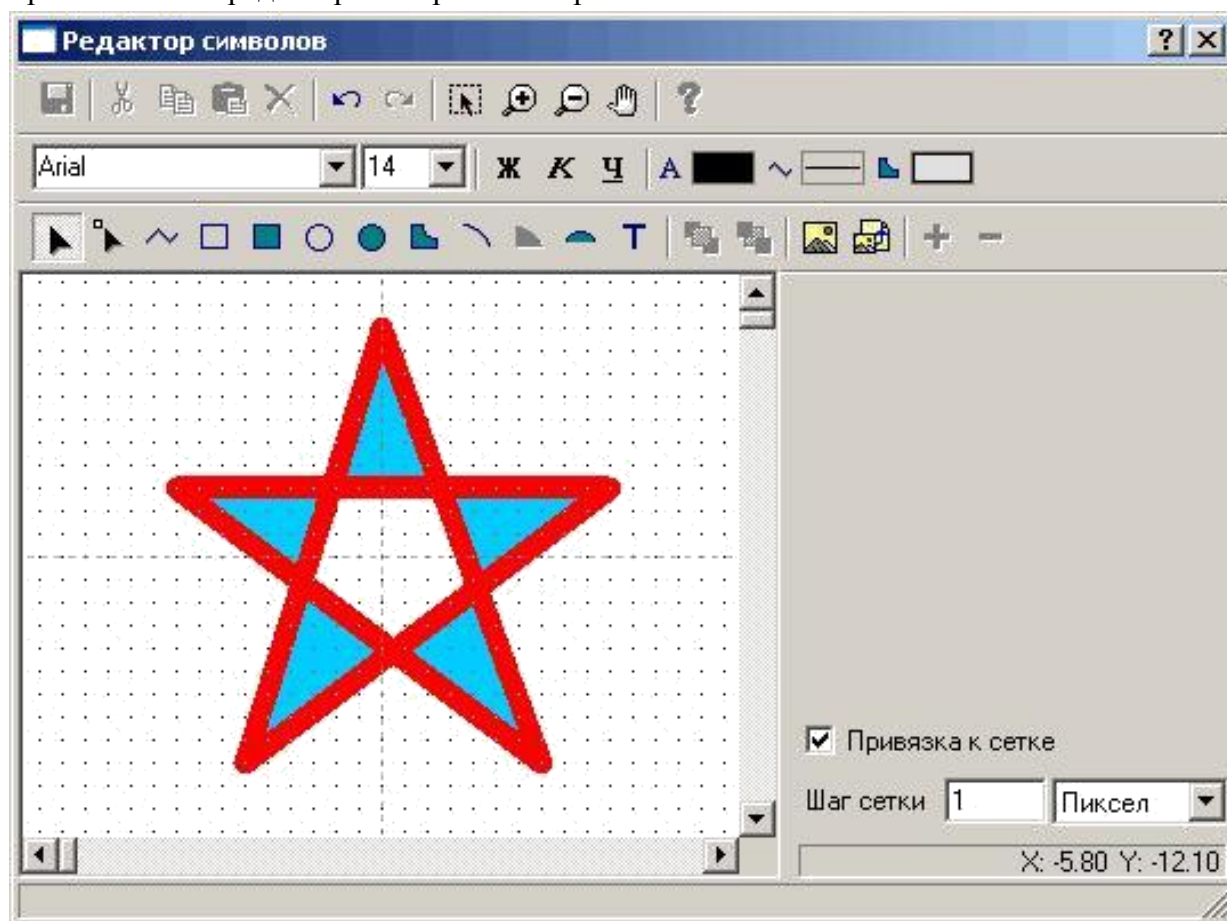 Редактор символов
Arial 14 Ж К Ч А
Т
Привязка к сетке
Шаг сетки 1 Пиксел
X: -5.80 Y: -12.10